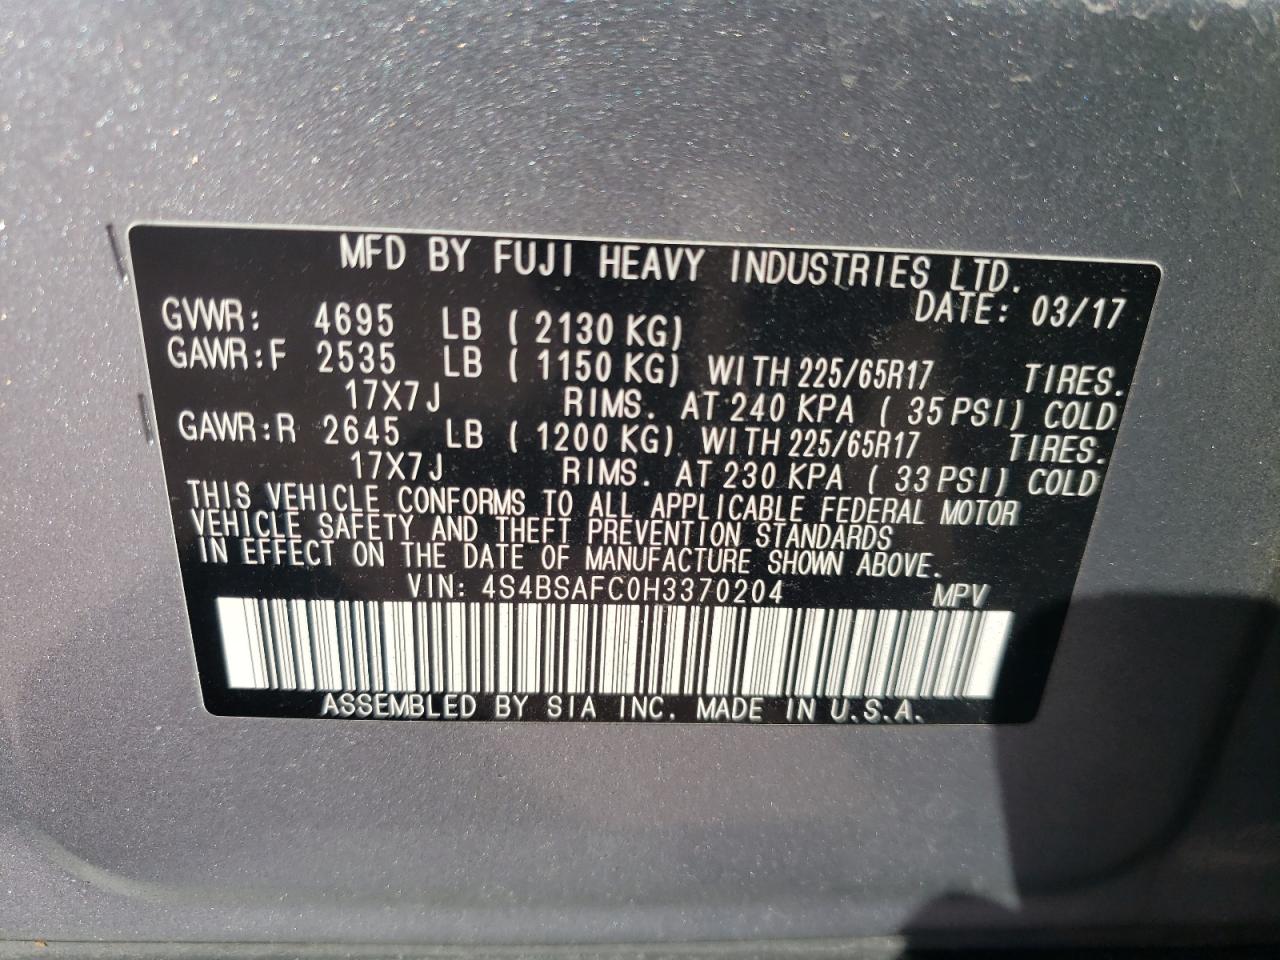 MFD BY FUJI HEAVY INDUSTRIES LTD.
DATE: 03/17
GVWR: 4695 LB ( 2130 KG)
GAWR:F 2535 LB ( 1150 KG) WITH 225/65R17 TIRES.
17X7J RIMS. AT 240 KPA ( 35 PSI) COLD
GAWR:R 2645 LB ( 1200 KG) WITH 225/65R17 TIRES.
17X7J RIMS. AT 230 KPA ( 33 PSI) COLD
THIS VEHICLE CONFORMS TO ALL APPLICABLE FEDERAL MOTOR
VEHICLE SAFETY AND THEFT PREVENTION STANDARDS
IN EFFECT ON THE DATE OF MANUFACTURE SHOWN ABOVE.
VIN: 4S4BSAFC0H3370204 MPV
ASSEMBLED BY SIA INC. MADE IN U.S.A.